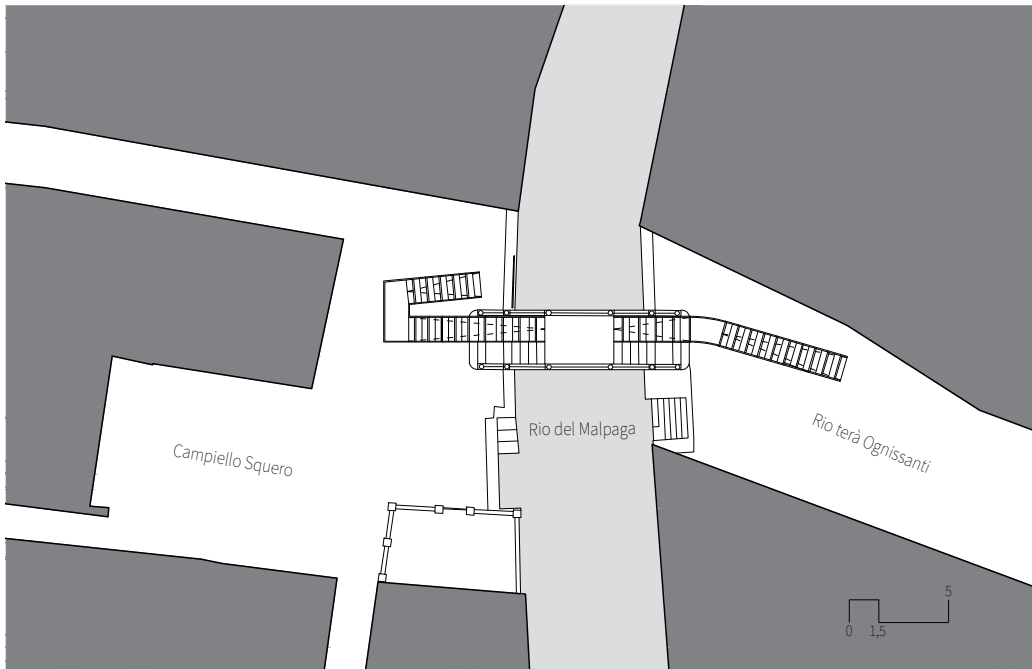 Rio del Malpaga
Rio terà Ognissanti
Campiello Squero
5
0 1,5